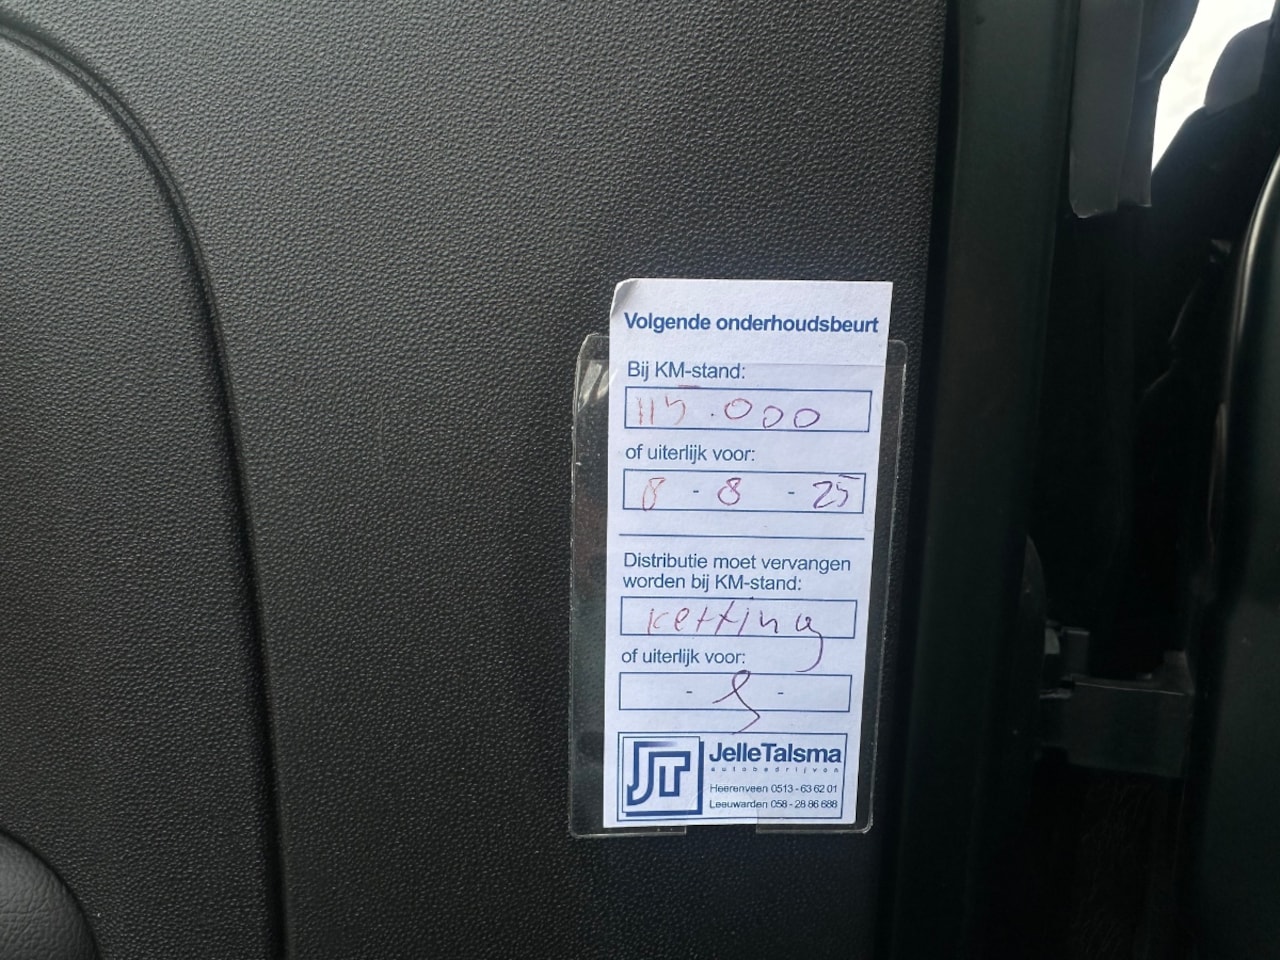 Volgende onderhoudsbeurt
Bij KM-stand:
115.000
of uiterlijk voor:
8 - 8 - 25
Distributie moet vervangen
worden bij KM-stand:
ketting
of uiterlijk voor:
- -
JT JelleTalsma
autobedrijven
Heerenveen 0513 - 63 62 01
Leeuwarden 058 - 28 86 688